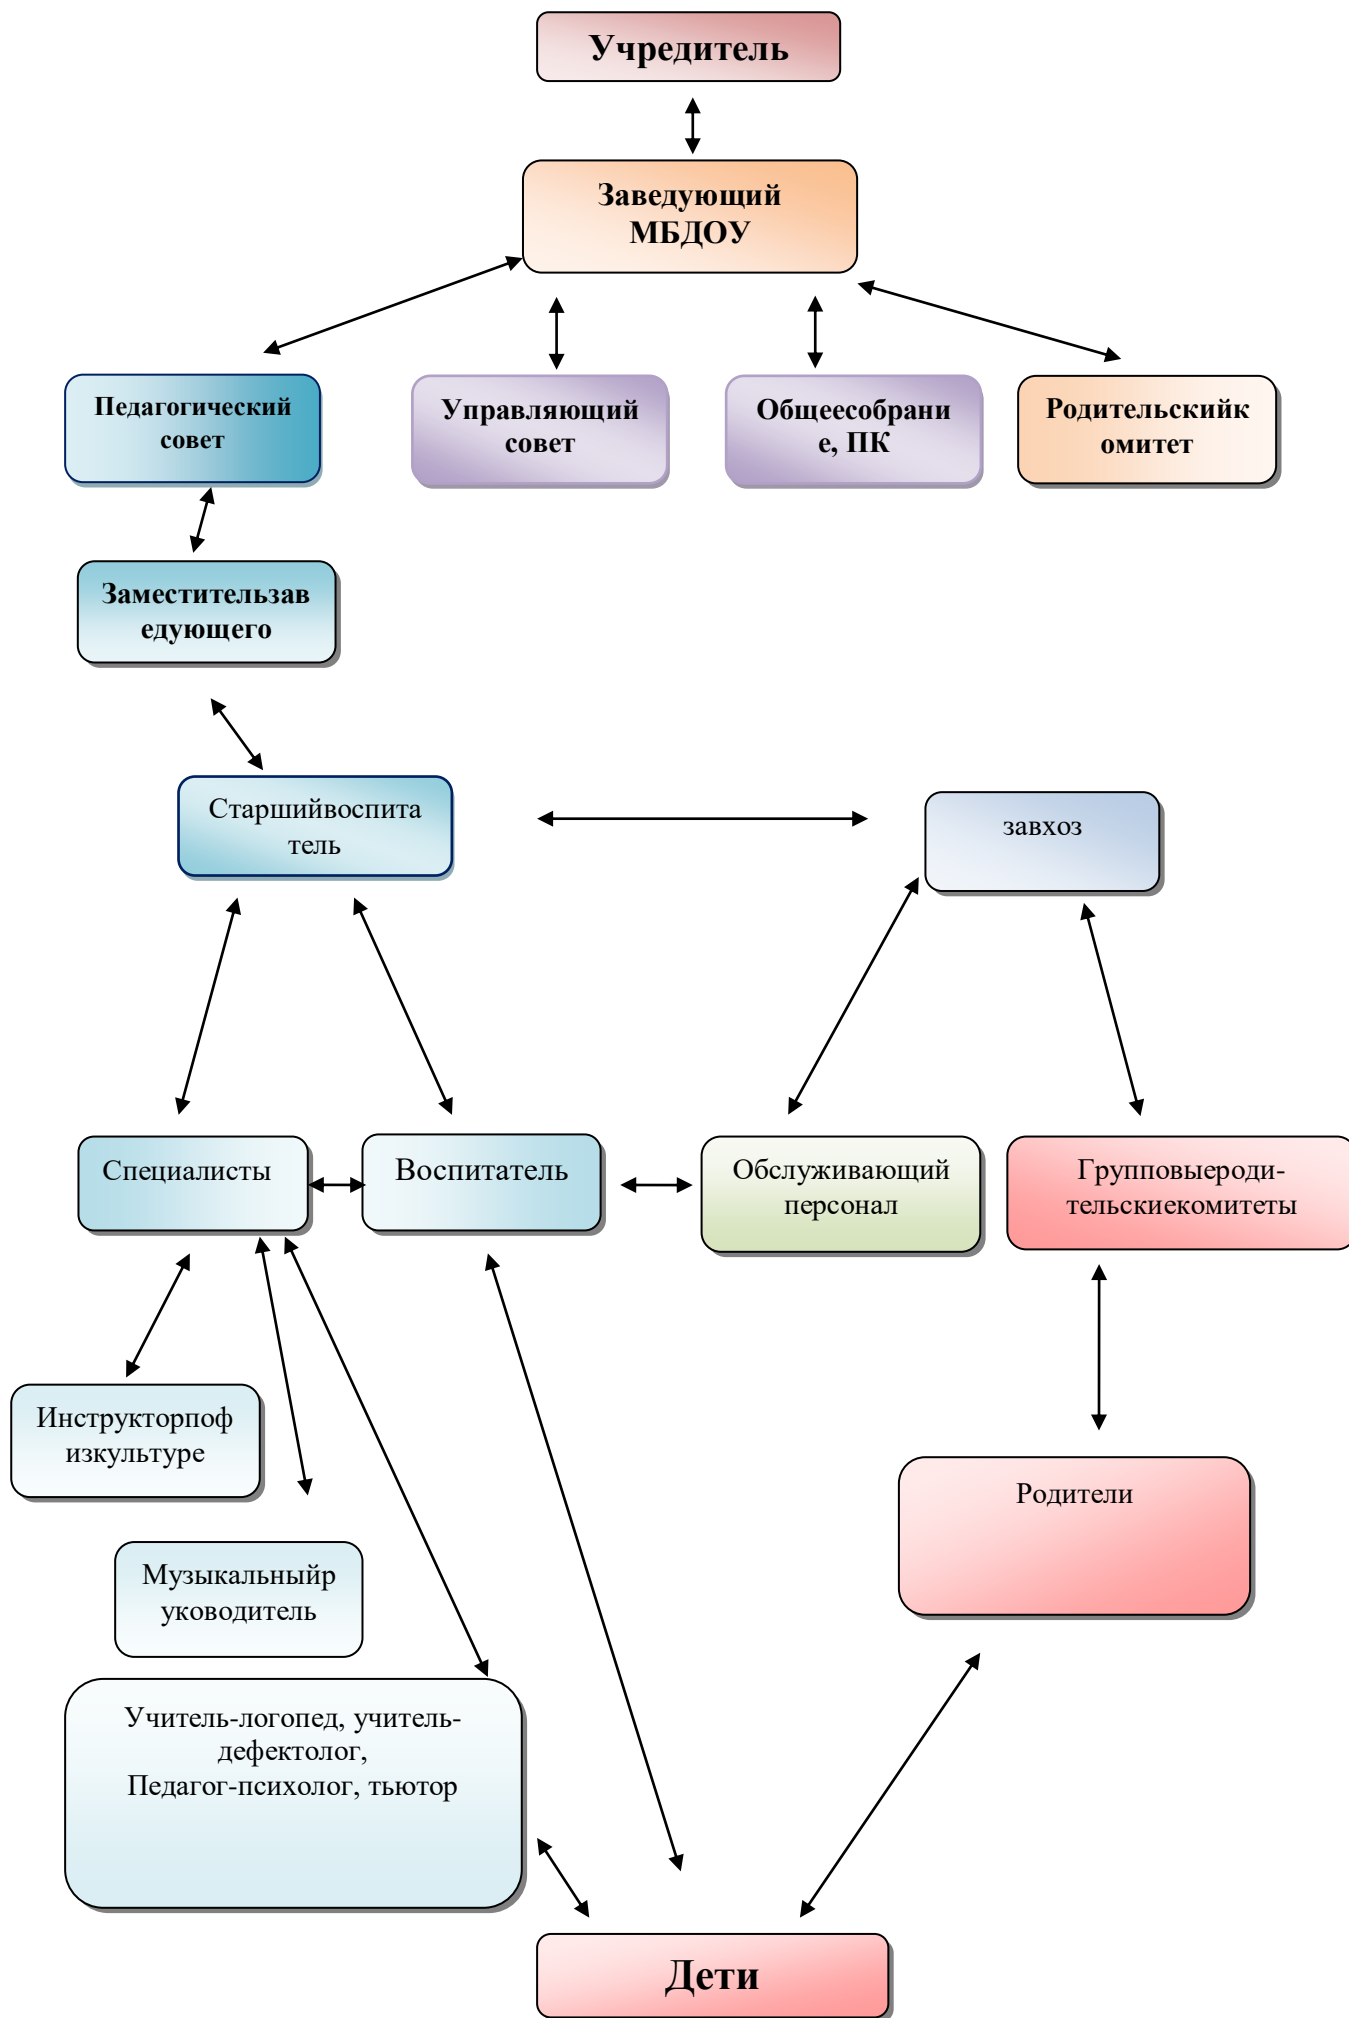 Учредитель
Заведующий
МБДОУ
Педагогический
совет
Управляющий
совет
Общеесобрани
е, ПК
Родительскийк
омитет
Заместительзав
едующего
Старшийвоспита
тель
завхоз
Специалисты
Воспитатель
Обслуживающий
персонал
Групповыероди-
тельскиекомитеты
Инструкторпоф
изкультуре
Родители
Музыкальныйр
уководитель
Учитель-логопед, учитель-
дефектолог,
Педагог-психолог, тьютор
Дети